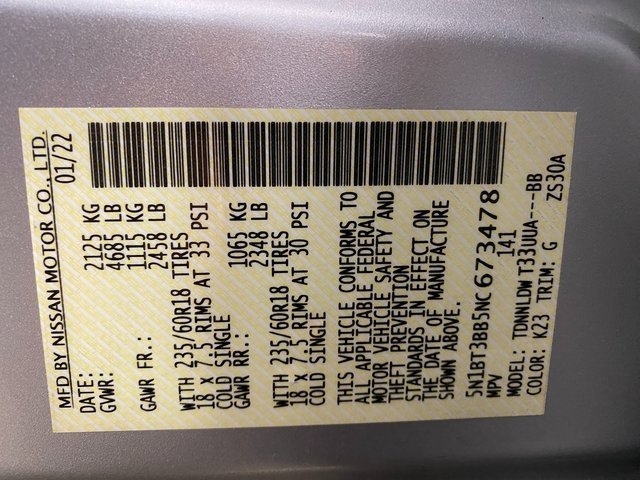 MFD BY NISSAN MOTOR CO., LTD.
DATE: 01/22
GVWR: 2125 KG
4685 LB
GAWR FR.: 1115 KG
2458 LB
WITH 235/60R18 TIRES
18 x 7.5 RIMS AT 33 PSI
COLD SINGLE
GAWR RR.: 1065 KG
2348 LB
WITH 235/60R18 TIRES
18 x 7.5 RIMS AT 30 PSI
COLD SINGLE
THIS VEHICLE CONFORMS TO
ALL APPLICABLE FEDERAL
MOTOR VEHICLE SAFETY AND
THEFT PREVENTION
STANDARDS IN EFFECT ON
THE DATE OF MANUFACTURE
SHOWN ABOVE.
5N1BT3BB5NC673478
MPV 141
MODEL: TDNNLDW T33UUA---BB
COLOR: K23 TRIM: G ZS30A